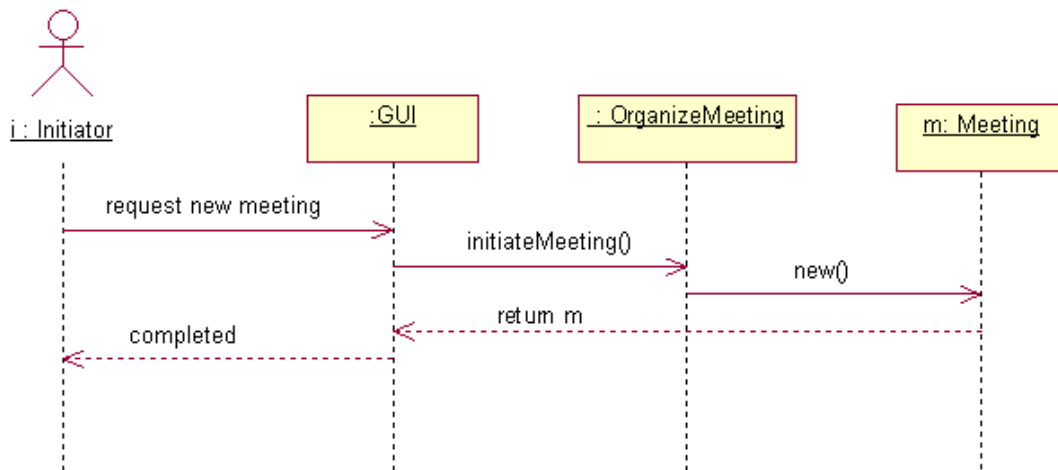 i : Initiator
:GUI
: OrganizeMeeting
m: Meeting
request new meeting
initiateMeeting()
new()
return m
completed